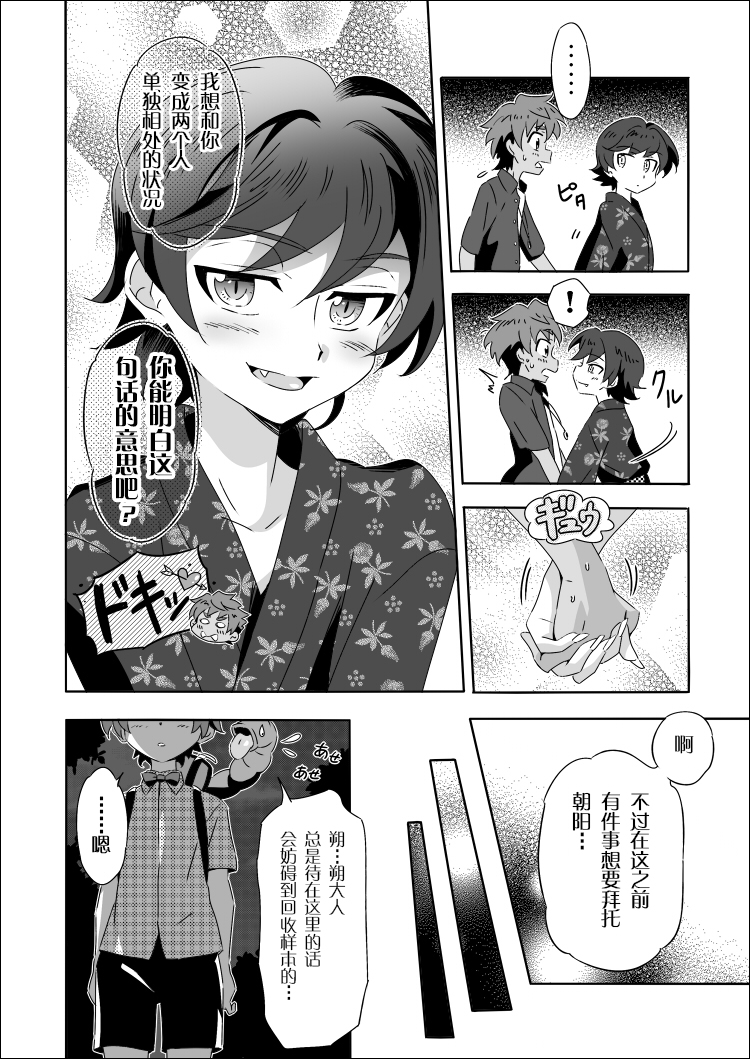 ……
ピタ
！
クル
ギュウ
我想和你
变成两个人
单独相处的状况
你能明白这
句话的意思吧？
ドキッ
啊
不过在这之前
有件事想要拜托
朝阳…
朔…朔大人
总是待在这里的话
会妨碍到回收样本的…
あせ
あせ
……嗯